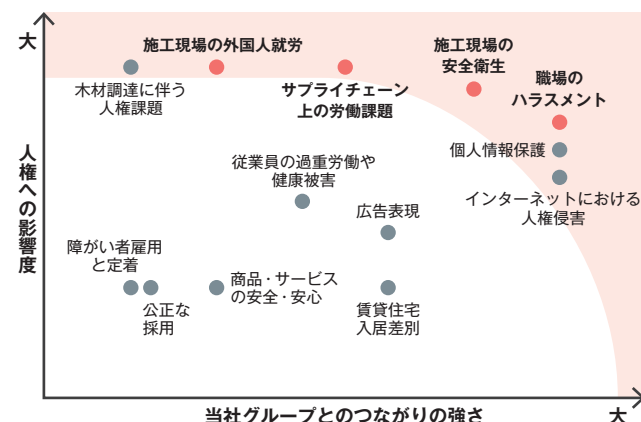 大
人権への影響度
施工現場の外国人就労
木材調達に伴う
人権課題
サプライチェーン
上の労働課題
施工現場の
安全衛生
職場の
ハラスメント
個人情報保護
インターネットにおける
人権侵害
従業員の過重労働や
健康被害
広告表現
障がい者雇用
と定着
公正な
採用
商品・サービス
の安全・安心
賃貸住宅
入居差別
当社グループとのつながりの強さ
大